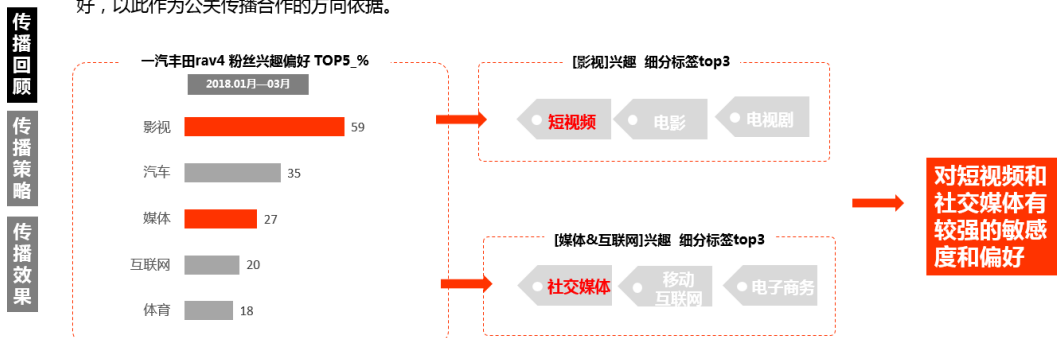 好，以此作为公关传播合作的方向依据。
传播回顾
传播策略
传播效果
一汽丰田rav4 粉丝兴趣偏好 TOP5_%
2018.01月—03月
影视 59
汽车 35
媒体 27
互联网 20
体育 18
[影视]兴趣 细分标签top3
短视频 电影 电视剧
[媒体&互联网]兴趣 细分标签top3
社交媒体
移动
互联网
电子商务
对短视频和
社交媒体有
较强的敏感
度和偏好